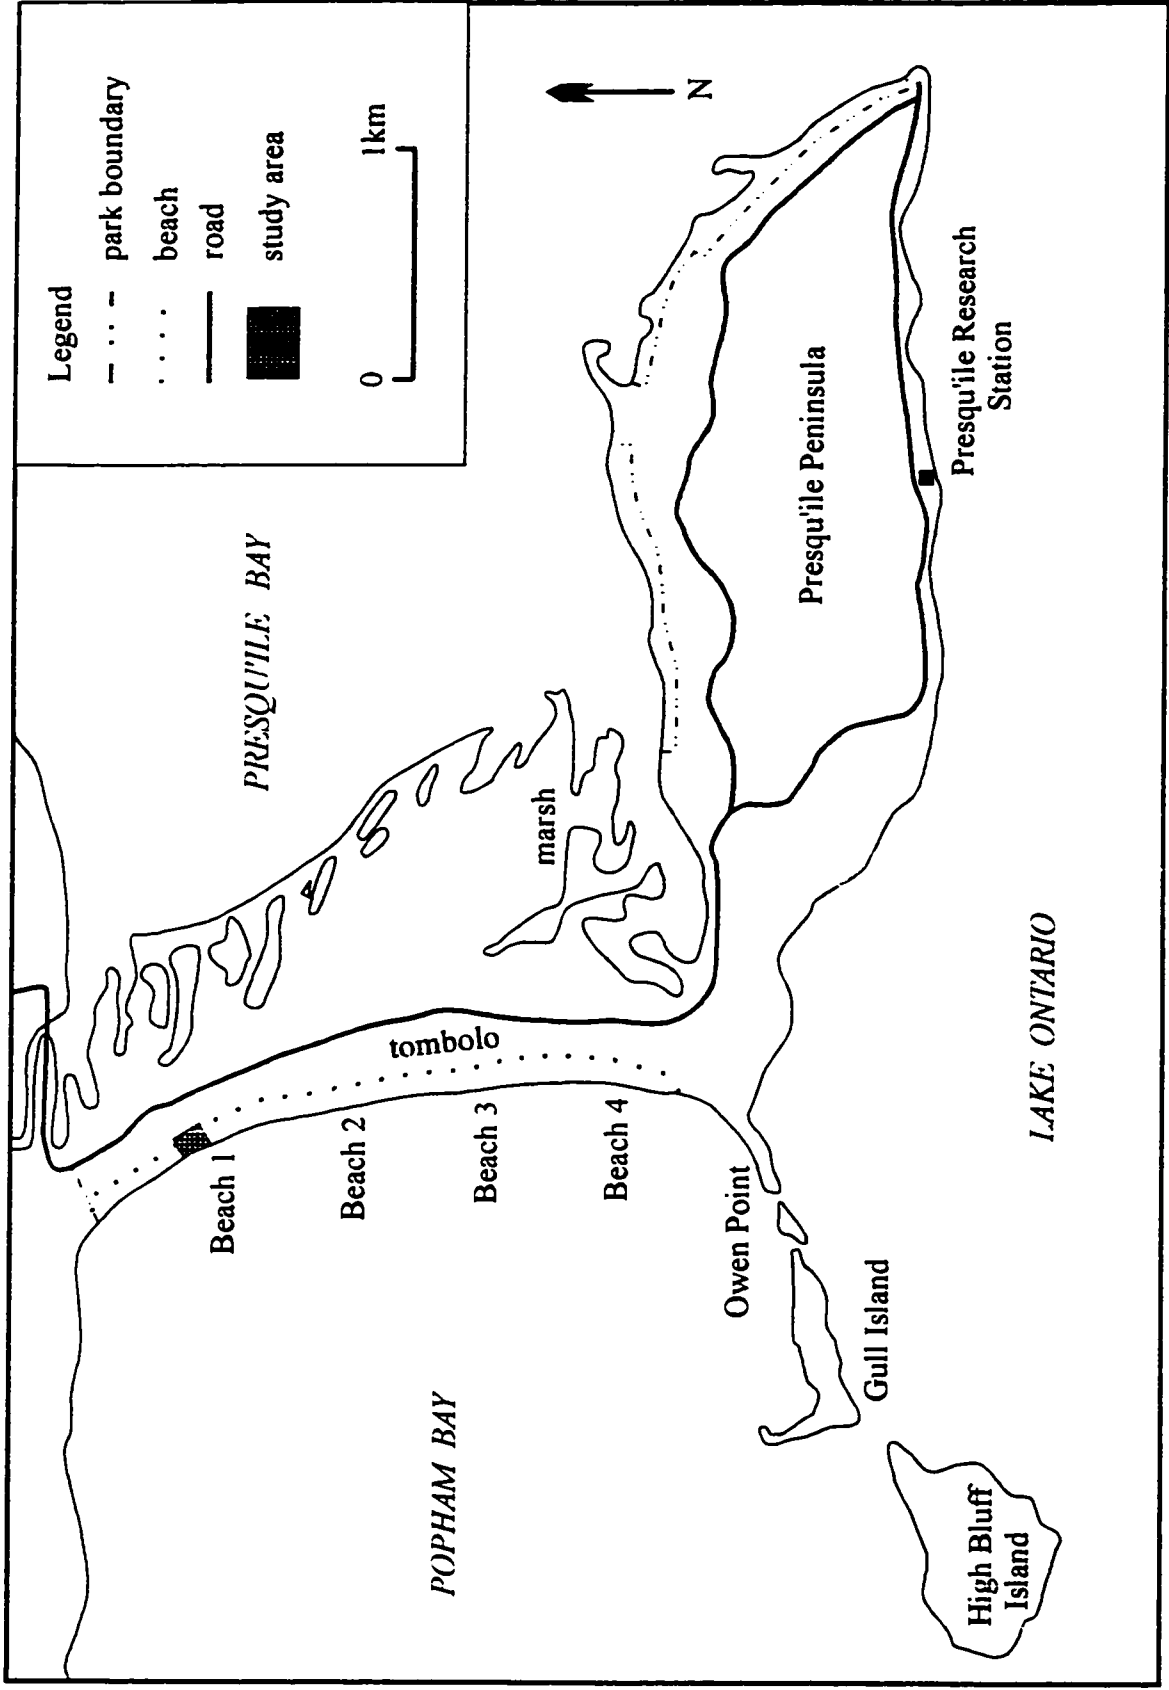 Legend
park boundary
beach
road
study area
0
1km
N
PRESQU'ILE BAY
marsh
tombolo
Beach 1
Beach 2
Beach 3
Beach 4
Owen Point
Gull Island
High Bluff
Island
POPHAM BAY
Presqu'ile Peninsula
Presqu'ile Research
Station
LAKE ONTARIO